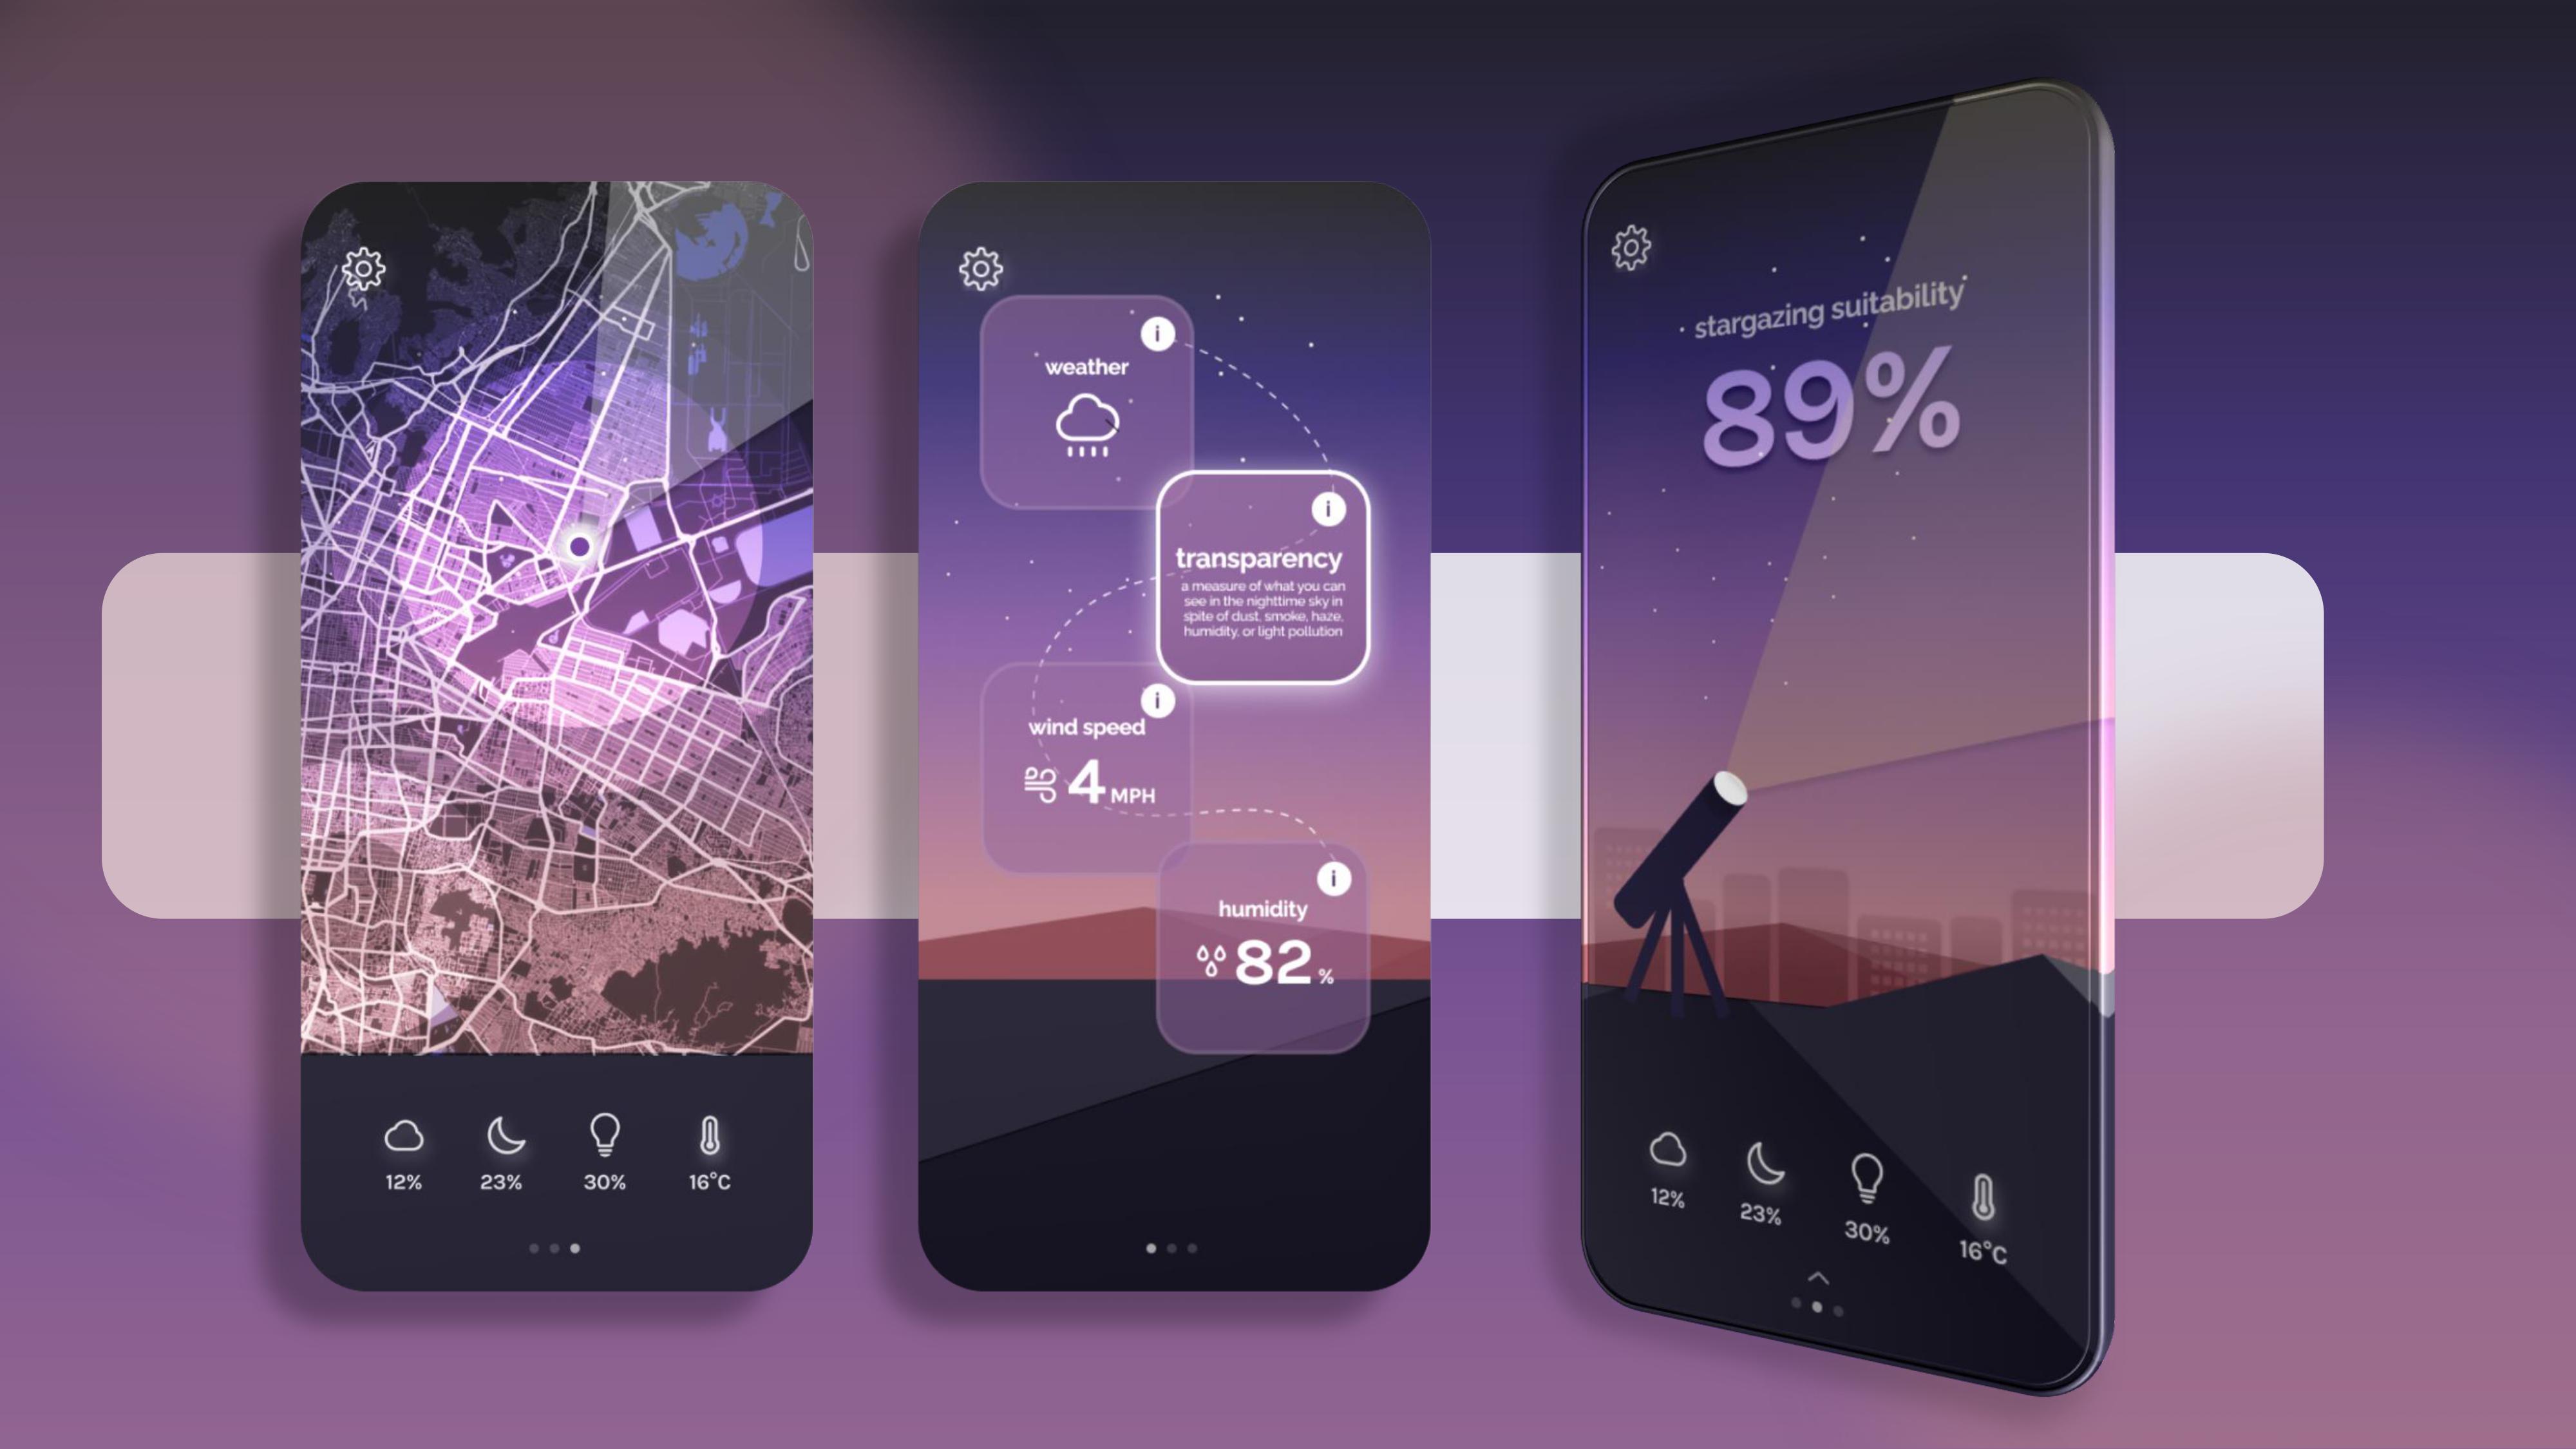 12%
23%
30%
16°C
i
weather
i
transparency
a measure of what you can
see in the nighttime sky in
spite of dust, smoke, haze,
humidity, or light pollution
i
wind speed
4 MPH
i
humidity
82 %
stargazing suitability
89%
12%
23%
30%
16°C